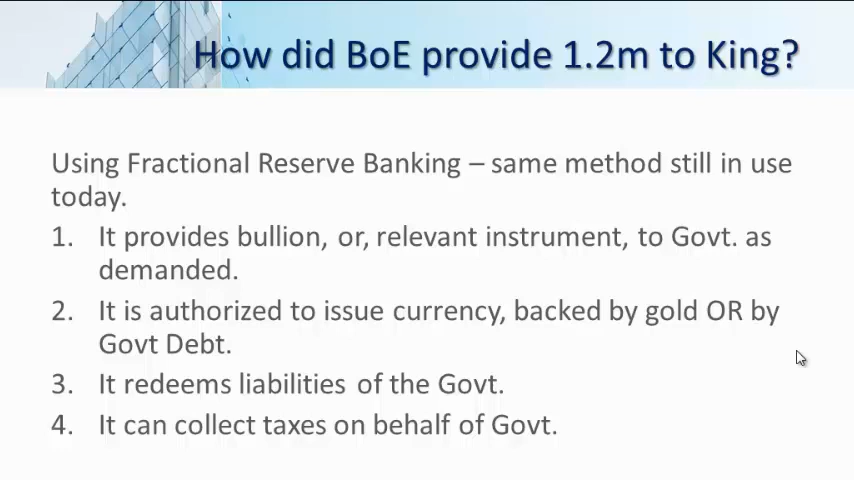 How did BoE provide 1.2m to King?
Using Fractional Reserve Banking – same method still in use
today.
1. It provides bullion, or, relevant instrument, to Govt. as
demanded.
2. It is authorized to issue currency, backed by gold OR by
Govt Debt.
3. It redeems liabilities of the Govt.
4. It can collect taxes on behalf of Govt.